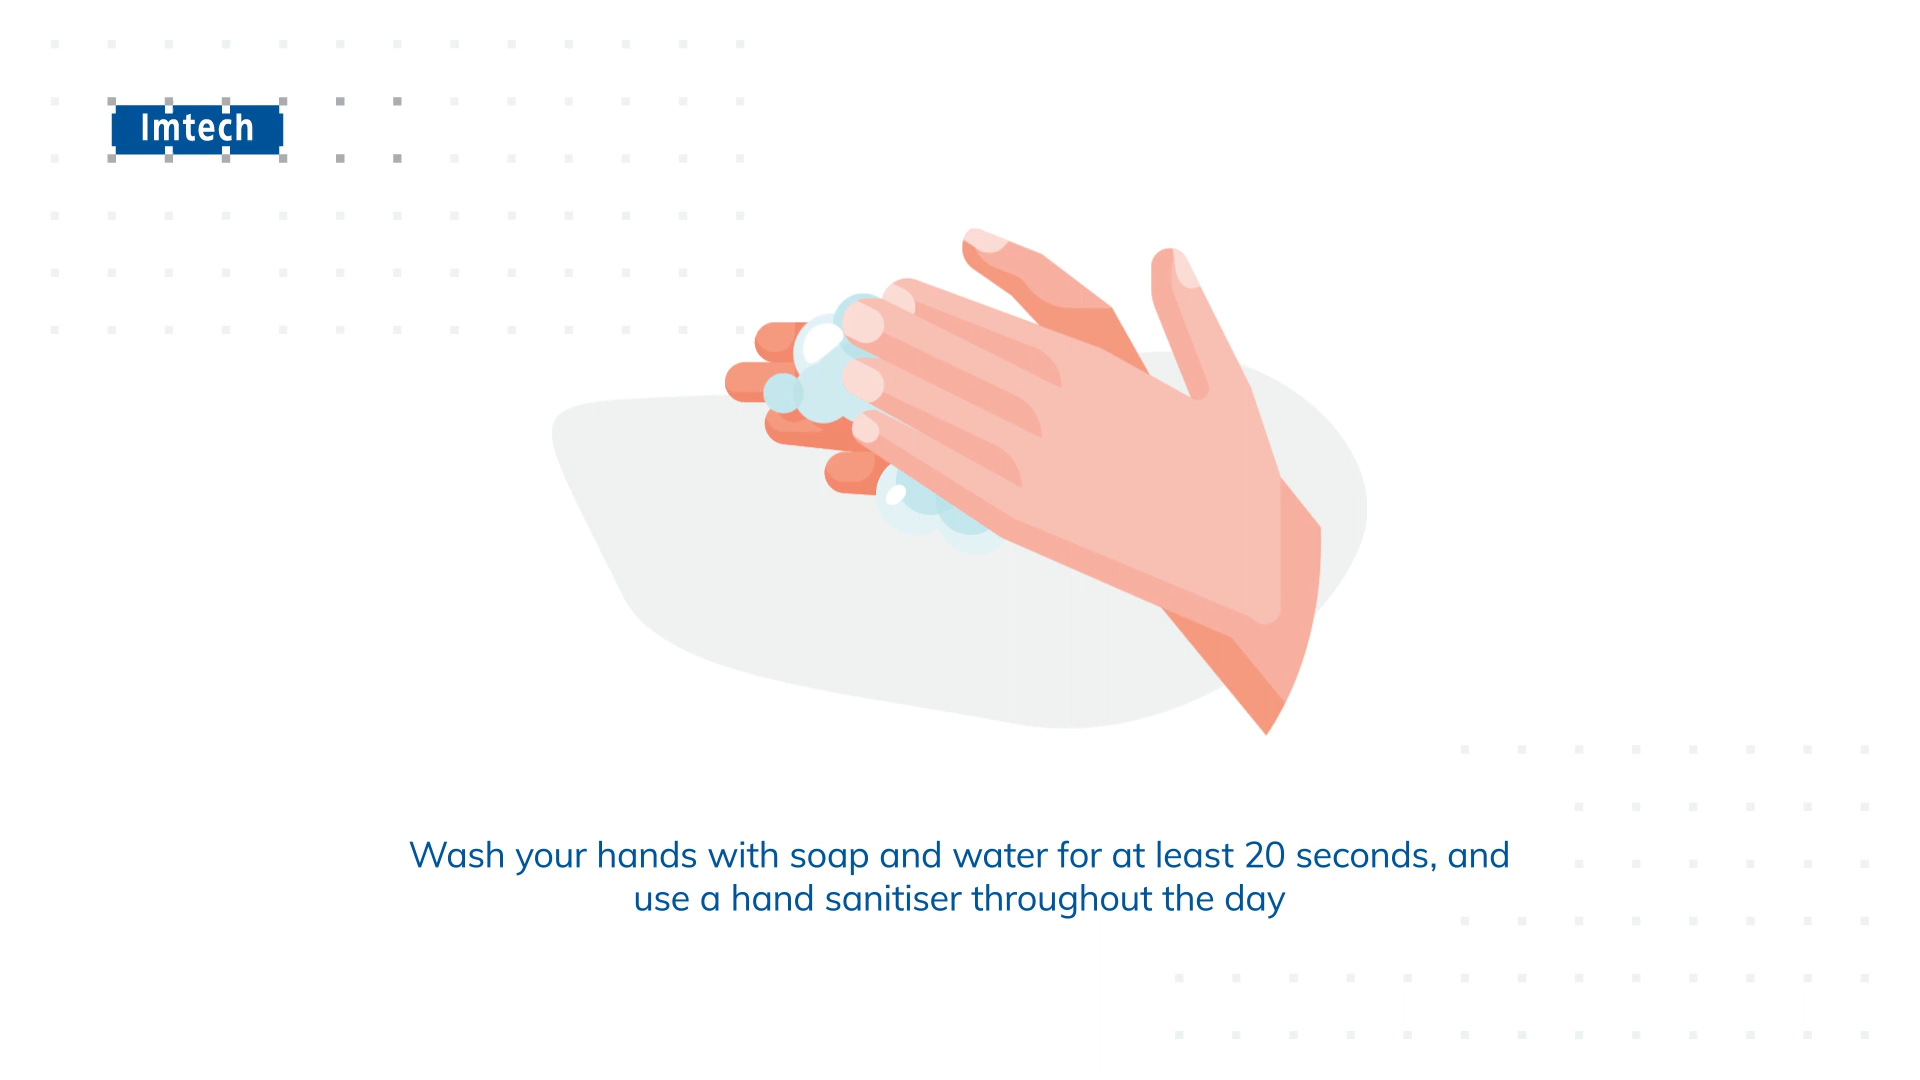 Imtech
Wash your hands with soap and water for at least 20 seconds, and
use a hand sanitiser throughout the day